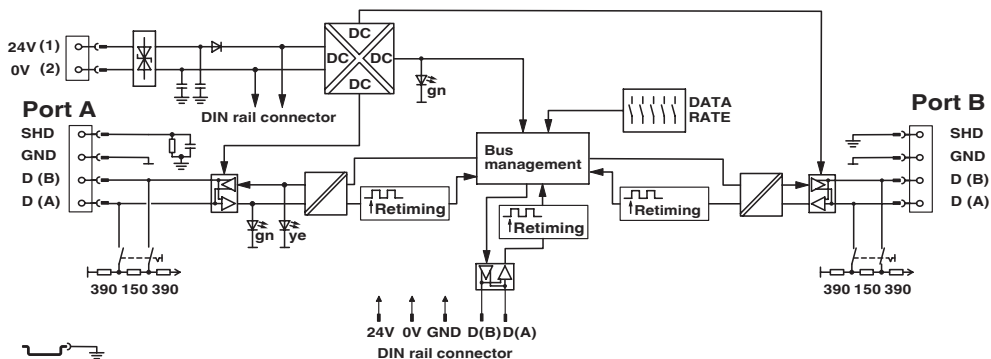 24V (1)
0V (2)
DC
DC DC
DC
gn
DIN rail connector
DATA
RATE
Port A
Port B
SHD
GND
D (B)
D (A)
SHD
GND
D (B)
D (A)
Bus
management
Retiming
Retiming
Retiming
gn ye
390 150 390
390 150 390
24V 0V GND D(B) D(A)
DIN rail connector